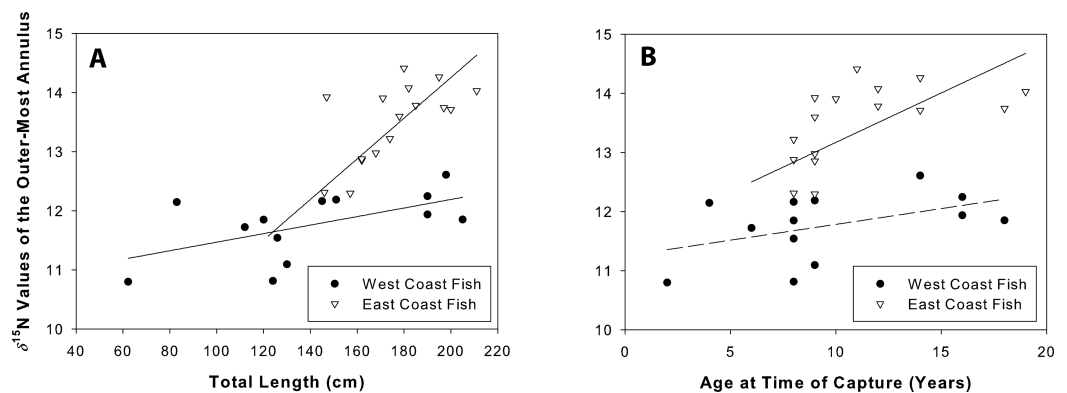 δ15N Values of the Outer-Most Annulus
A
15
14
13
12
11
10
40 60 80 100 120 140 160 180 200 220
Total Length (cm)
West Coast Fish
East Coast Fish
B
15
14
13
12
11
10
0 5 10 15 20
Age at Time of Capture (Years)
West Coast Fish
East Coast Fish